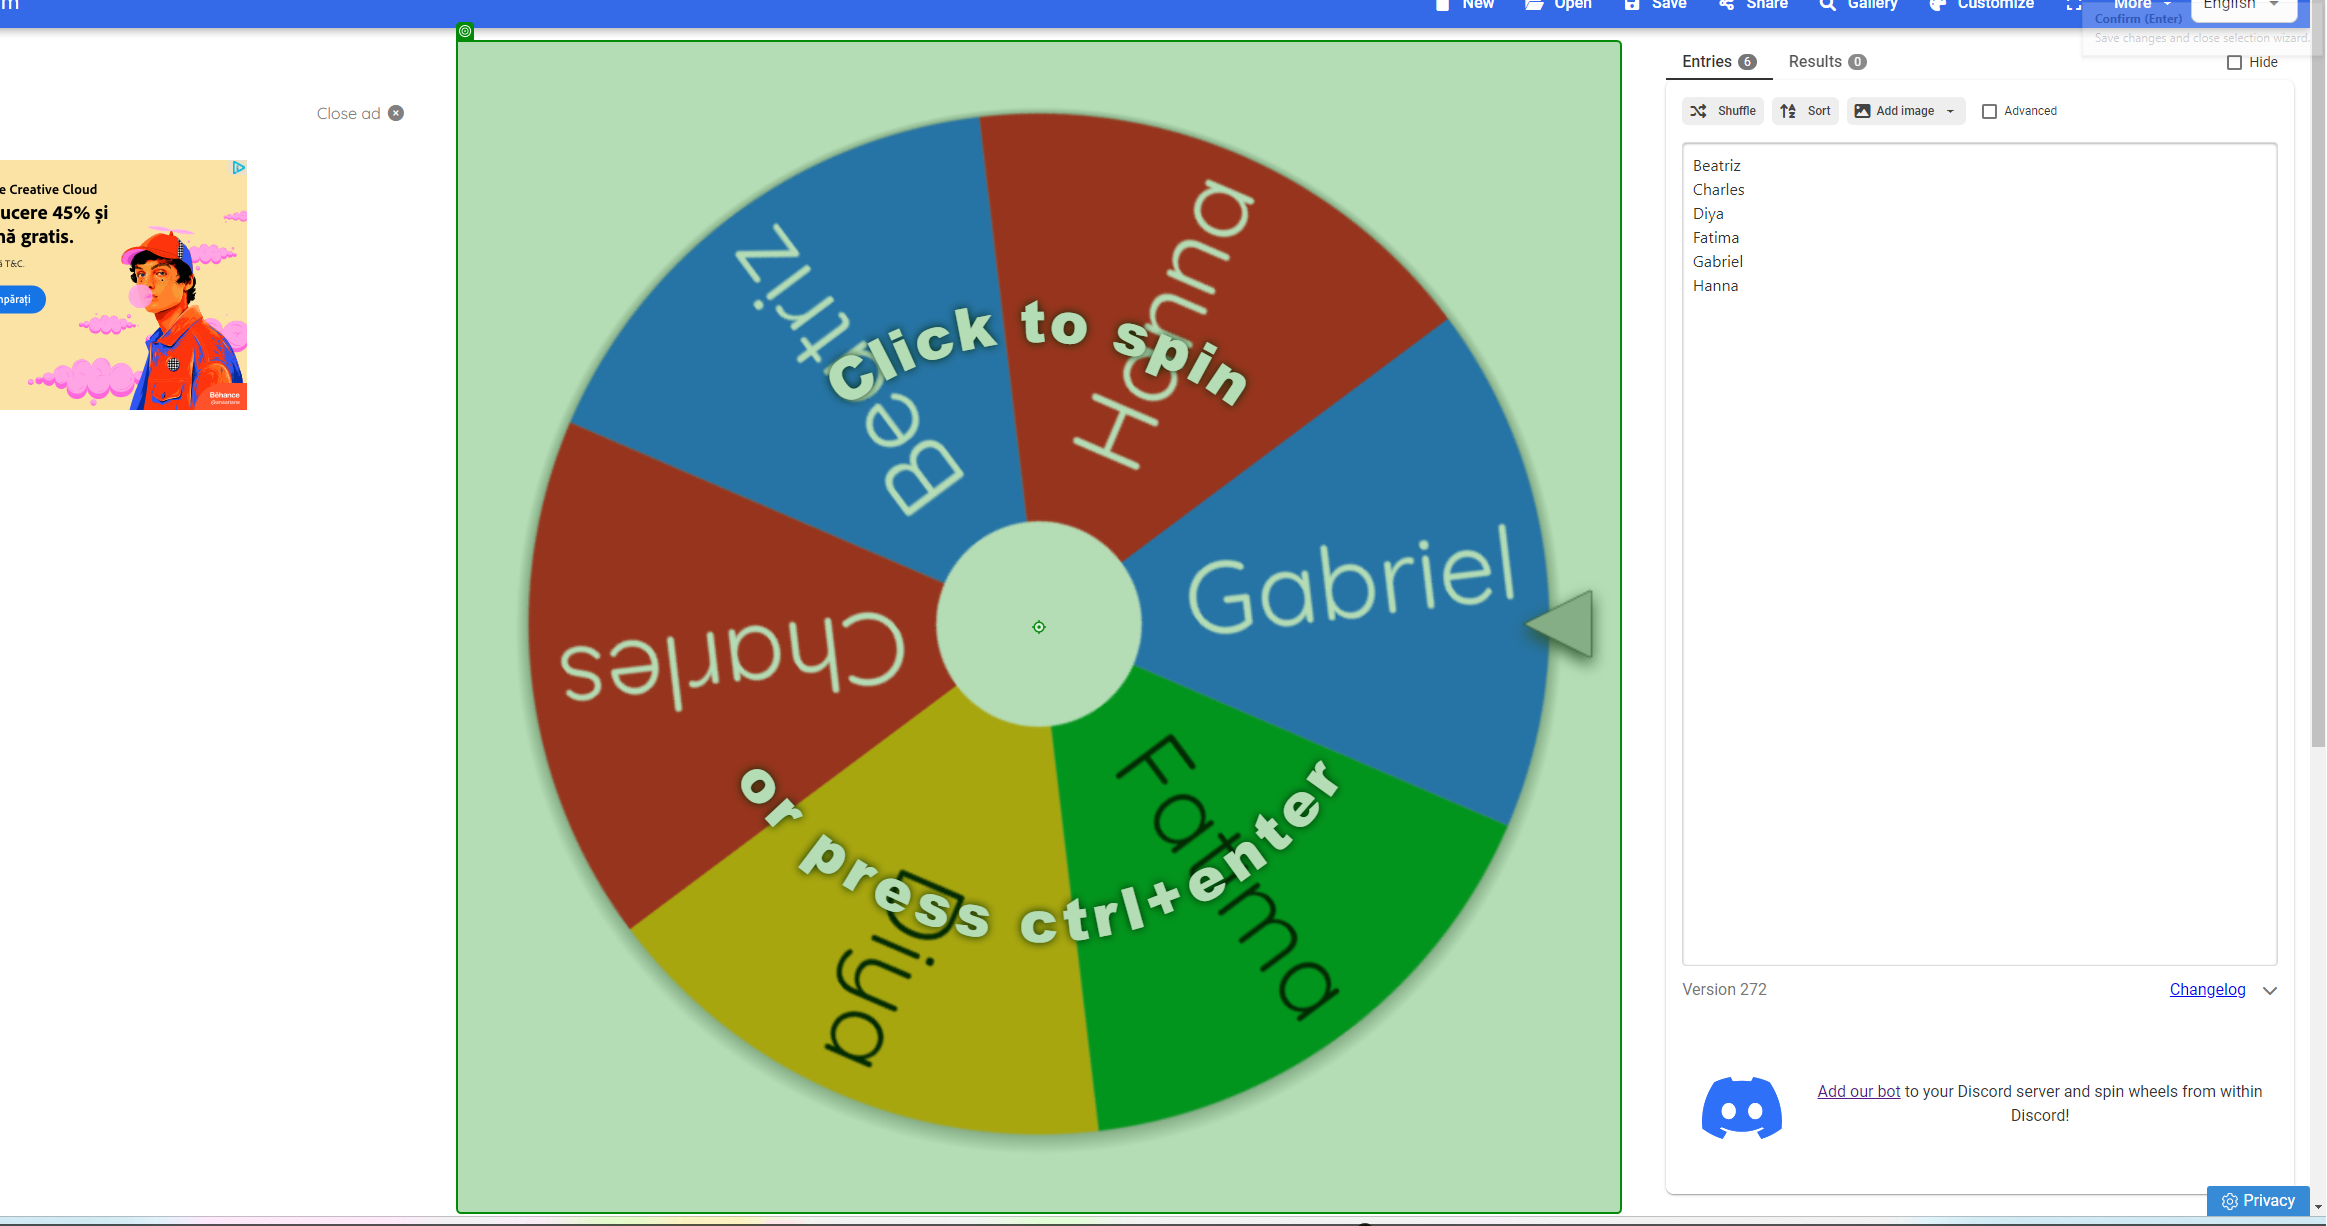 m
New Open Save Share Gallery Customize More English
Confirm (Enter)
Save changes and close selection wizard.
Entries 6 Results 0 Hide
Close ad
Shuffle Sort Add image Advanced
e Creative Cloud
ucere 45% și
nă gratis.
T&C.
mpărați
Bēhance
Beatriz
Charles
Diya
Fatima
Gabriel
Hanna
Click to spin
or press ctrl+enter
Beatriz
Hanna
Gabriel
Charles
Diya
Fatima
Version 272 Changelog
Add our bot to your Discord server and spin wheels from within
Discord!
Privacy